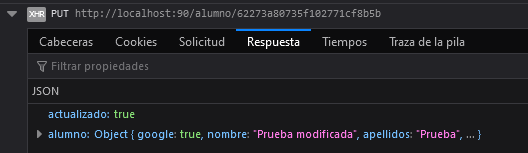 XHR PUT http://localhost:90/alumno/62273a80735f102771cf8b5b
Cabeceras Cookies Solicitud Respuesta Tiempos Traza de la pila
Filtrar propiedades
JSON
actualizado: true
alumno: Object { google: true, nombre: "Prueba modificada", apellidos: "Prueba", … }